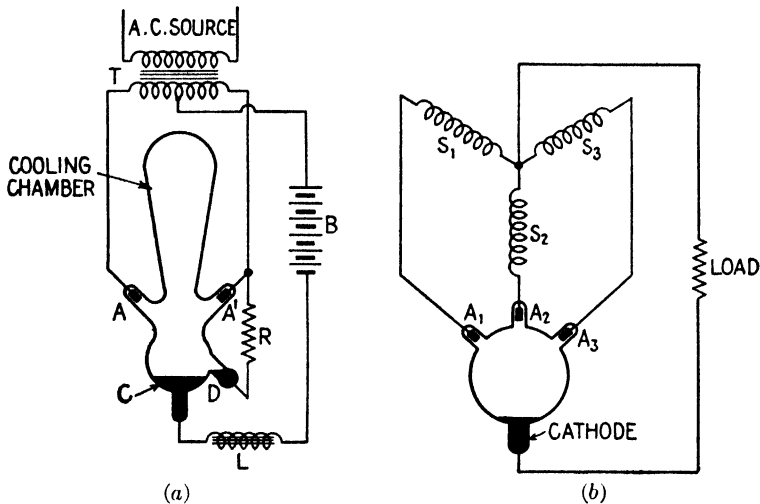 A.C. SOURCE
T
COOLING
CHAMBER
B
A
A'
R
C
D
L
(a)
S1
S3
S2
LOAD
A1
A2
A3
CATHODE
(b)